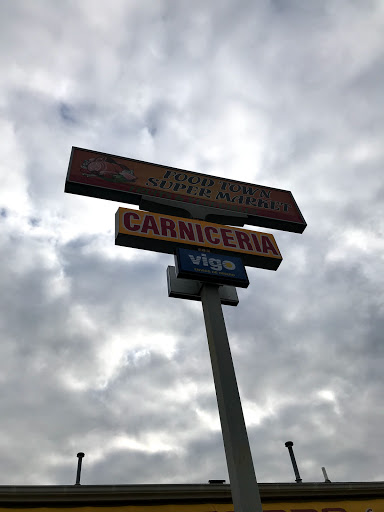 FOOD TOWN
SUPER MARKET
CARNICERIA
vigo